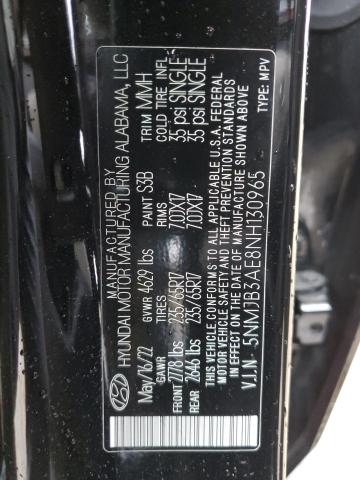 MANUFACTURED BY
HYUNDAI MOTOR MANUFACTURING ALABAMA, LLC
May/16/22 GVWR 4629 lbs PAINT S3B TRIM MMH
GAWR TIRES RIMS COLD TIRE INFL
FRONT 2778 lbs 235/65R17 7.0JX17 35 psi SINGLE
REAR 2646 lbs 235/65R17 7.0JX17 35 psi SINGLE
THIS VEHICLE CONFORMS TO ALL APPLICABLE U.S.A. FEDERAL
MOTOR VEHICLE SAFETY AND THEFT PREVENTION STANDARDS
IN EFFECT ON THE DATE OF MANUFACTURE SHOWN ABOVE
V.I.N- 5NMJB3AE8NH130965 TYPE: MPV